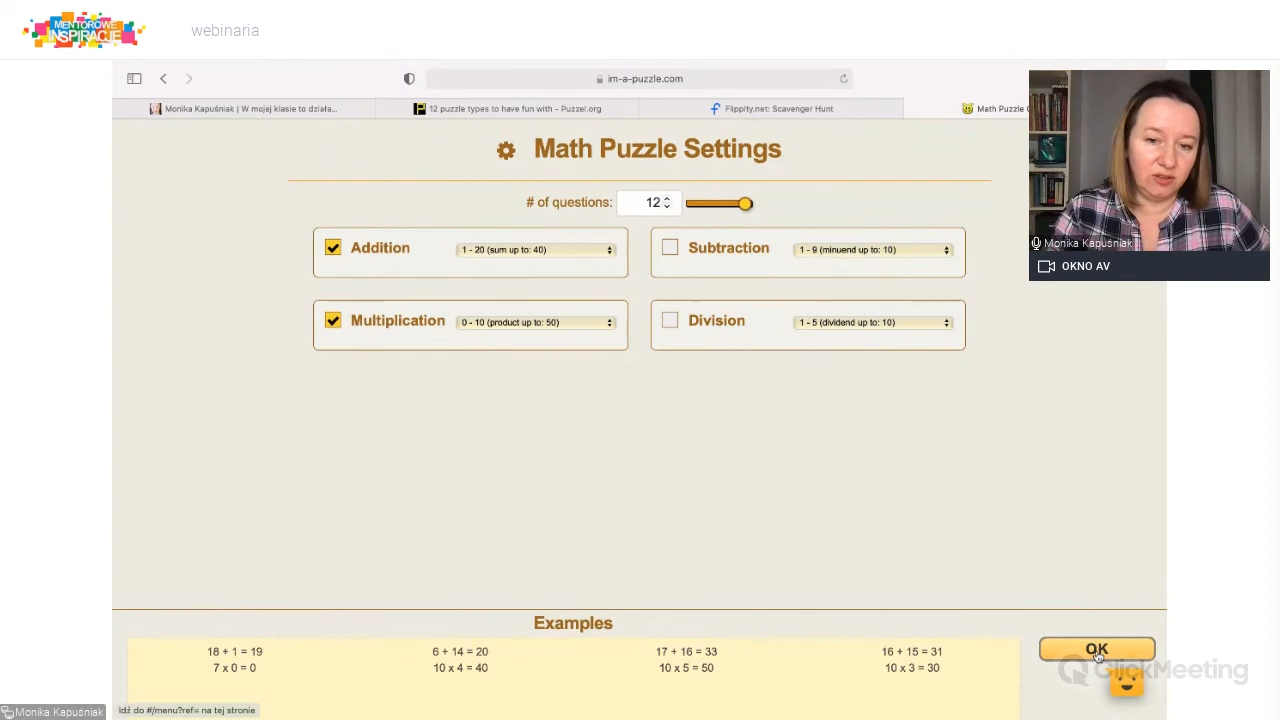 MENTOROWE
INSPIRACJE
webinaria
im-a-puzzle.com
Monika Kapuśniak | W mojej klasie to działa...
12 puzzle types to have fun with - Puzzel.org
Flippity.net: Scavenger Hunt
Math Puzzle
Math Puzzle Settings
# of questions: 12
Addition 1 - 20 (sum up to: 40)
Subtraction 1 - 9 (minuend up to: 10)
Multiplication 0 - 10 (product up to: 50)
Division 1 - 5 (dividend up to: 10)
Monika Kapuśniak
OKNO AV
Examples
18 + 1 = 19 6 + 14 = 20 17 + 16 = 33 16 + 15 = 31
7 x 0 = 0 10 x 4 = 40 10 x 5 = 50 10 x 3 = 30
OK
ClickMeeting
Idź do #/menu?ref= na tej stronie
Monika Kapuśniak